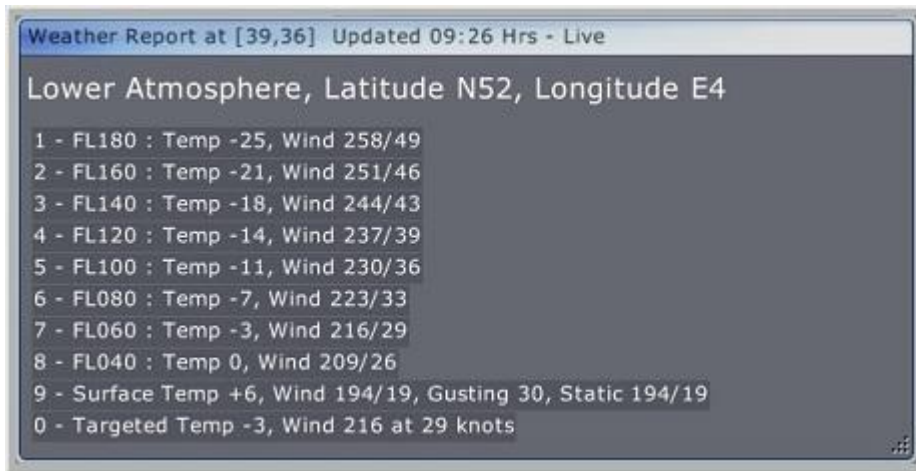 Weather Report at [39,36] Updated 09:26 Hrs - Live
Lower Atmosphere, Latitude N52, Longitude E4
1 - FL180 : Temp -25, Wind 258/49
2 - FL160 : Temp -21, Wind 251/46
3 - FL140 : Temp -18, Wind 244/43
4 - FL120 : Temp -14, Wind 237/39
5 - FL100 : Temp -11, Wind 230/36
6 - FL080 : Temp -7, Wind 223/33
7 - FL060 : Temp -3, Wind 216/29
8 - FL040 : Temp 0, Wind 209/26
9 - Surface Temp +6, Wind 194/19, Gusting 30, Static 194/19
0 - Targeted Temp -3, Wind 216 at 29 knots